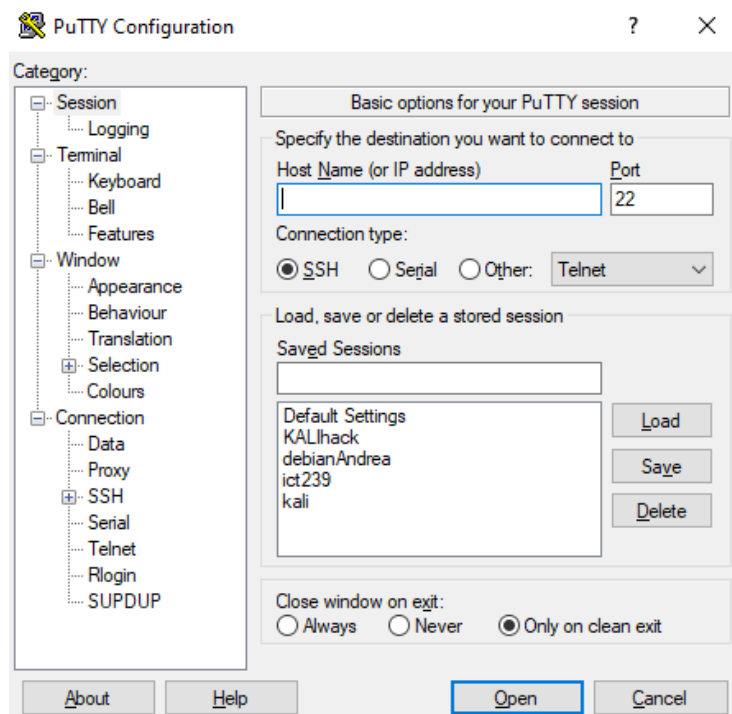 PuTTY Configuration ? ×
Category:
Session
Logging
Terminal
Keyboard
Bell
Features
Window
Appearance
Behaviour
Translation
Selection
Colours
Connection
Data
Proxy
SSH
Serial
Telnet
Rlogin
SUPDUP
Basic options for your PuTTY session
Specify the destination you want to connect to
Host Name (or IP address) Port
22
Connection type:
SSH Serial Other: Telnet
Load, save or delete a stored session
Saved Sessions
Default Settings
KALIhack
debianAndrea
ict239
kali
Load
Save
Delete
Close window on exit:
Always Never Only on clean exit
About Help Open Cancel